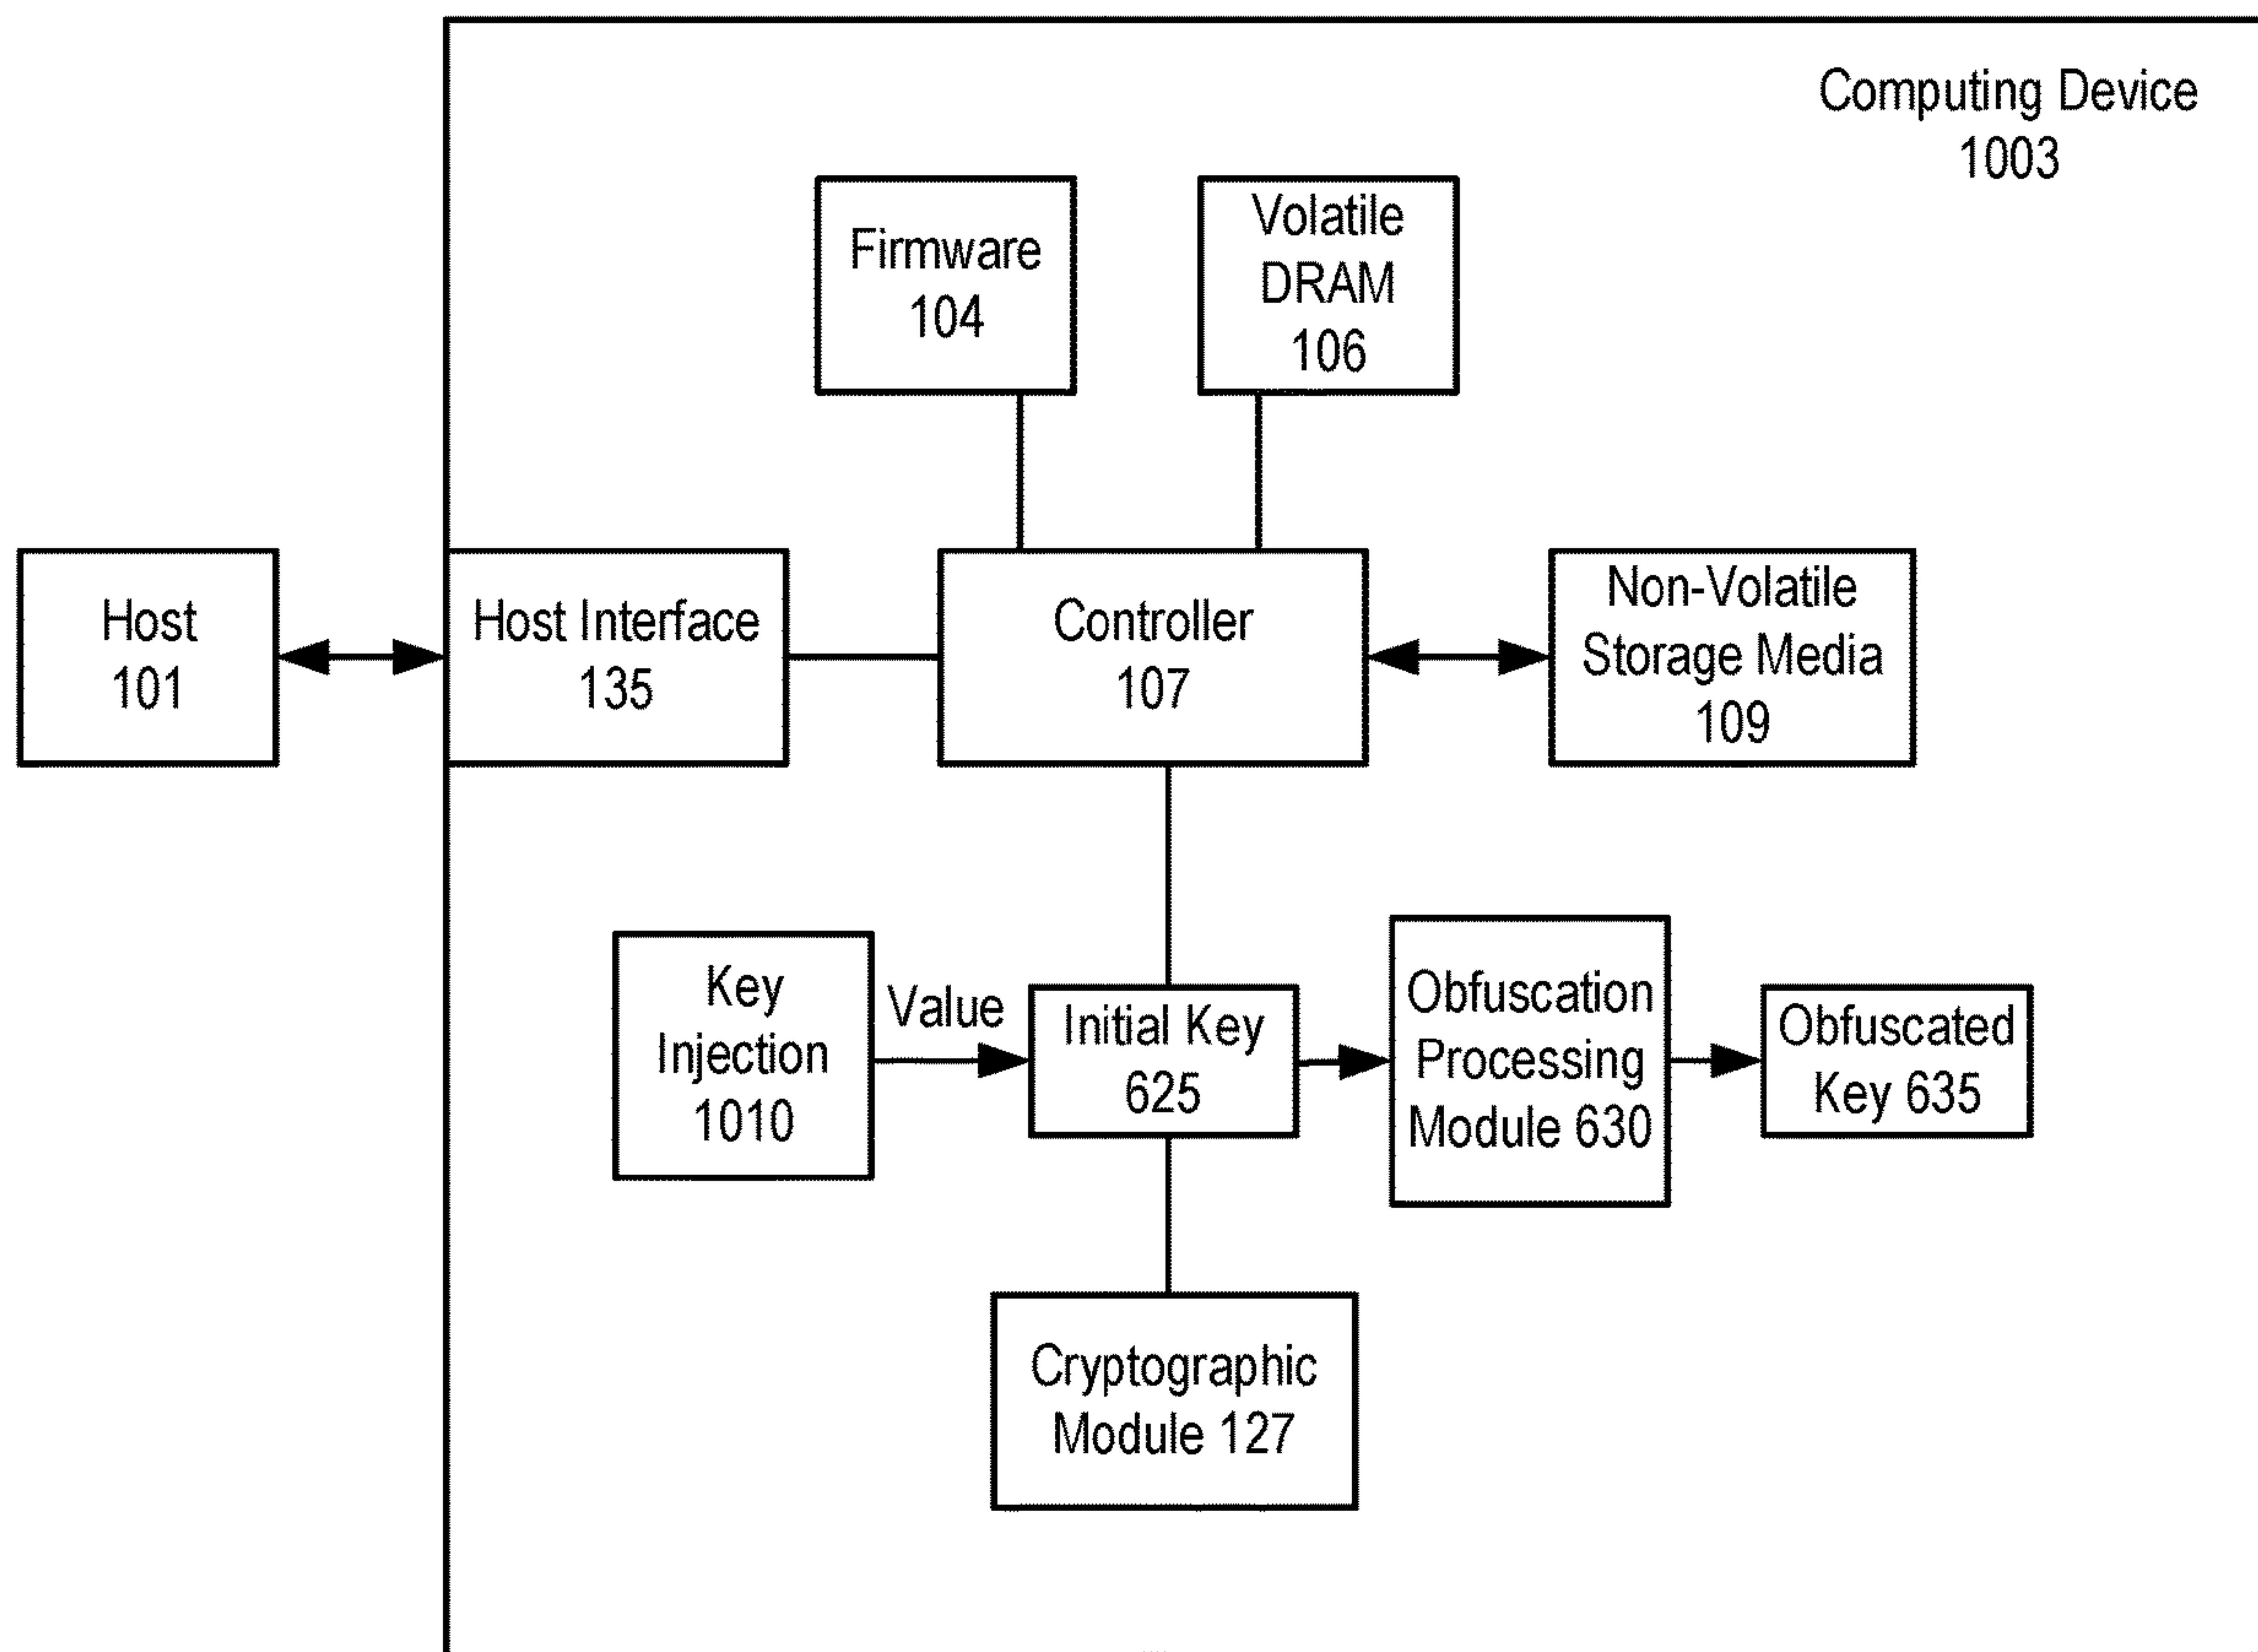 Computing Device
1003
Firmware
104
Volatile
DRAM
106
Host
101
Host Interface
135
Controller
107
Non-Volatile
Storage Media
109
Key
Injection
1010
Value
Initial Key
625
Obfuscation
Processing
Module 630
Obfuscated
Key 635
Cryptographic
Module 127